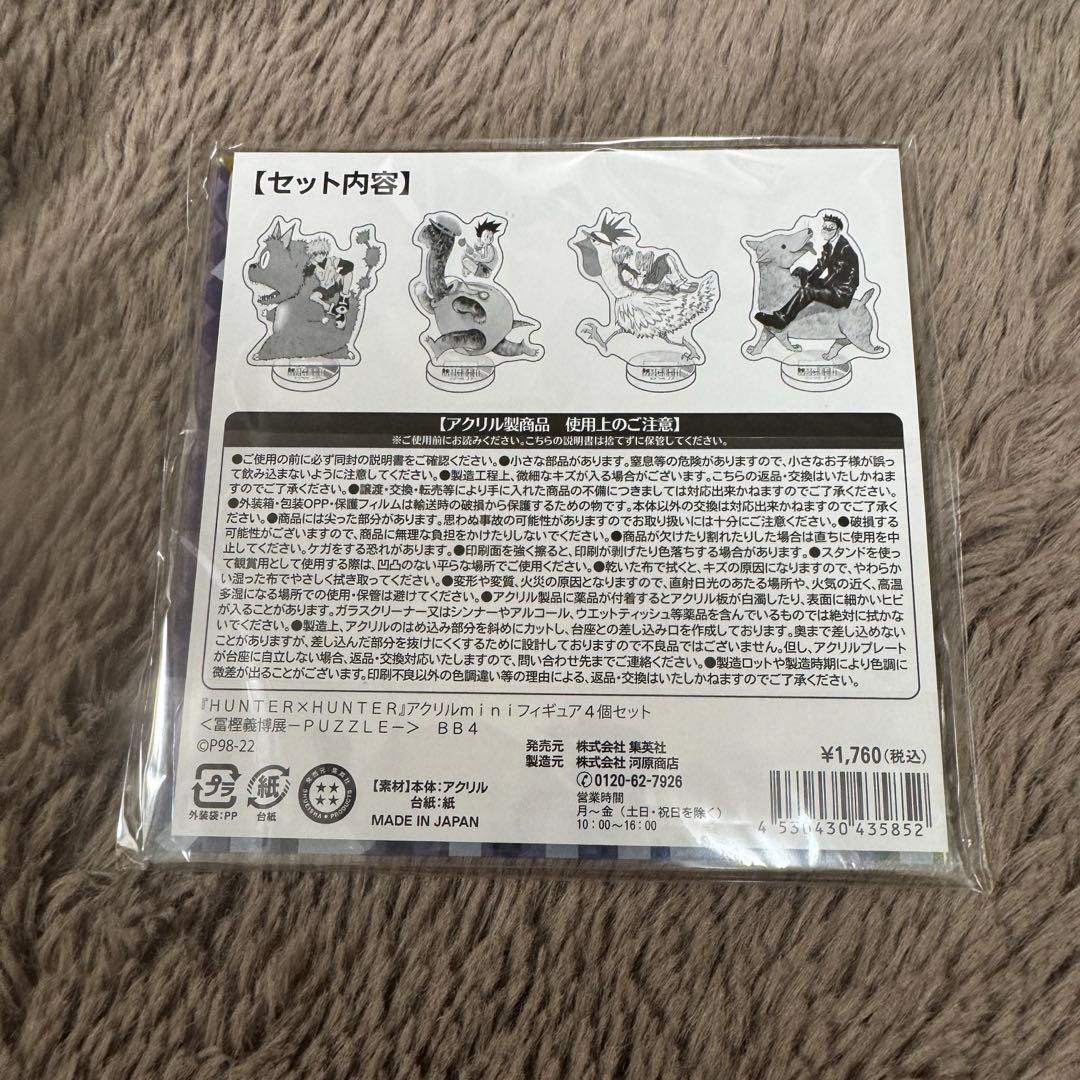 【セット内容】
【アクリル製商品　使用上のご注意】
※ご使用前にお読みください。こちらの説明書は捨てずに保管してください。
●ご使用の前に必ず同封の説明書をご確認ください。●小さな部品があります。窒息等の危険がありますので、小さなお子様が誤っ
て飲み込まないように注意してください。●製造工程上、微細なキズが入る場合がございます。こちらの返品・交換はいたしかねま
すのでご了承ください。●譲渡・交換・転売等により手に入れた商品の不備につきましては対応出来かねますのでご了承ください。
●外装箱・包装OPP・保護フィルムは輸送時の破損から保護するための物です。本体以外の交換は対応出来かねますのでご了承く
ださい。●商品には尖った部分があります。思わぬ事故の可能性がありますのでお取り扱いには十分にご注意ください。●破損する
可能性がございますので、商品に無理な負担をかけたりしないでください。●商品が欠けたり割れたりした場合は直ちに使用を中
止してください。ケガをする恐れがあります。●印刷面を強く擦ると、印刷が剥げたり色落ちする場合があります。●スタンドを使っ
て観賞用として使用する際は、凹凸のない平らな場所でご使用ください。●乾いた布で拭くと、キズの原因になりますので、やわらか
い湿った布でやさしく拭き取ってください。●変形や変質、火災の原因となりますので、直射日光のあたる場所や、火気の近く、高温
多湿になる場所での使用・保管は避けてください。●アクリル製品に薬品が付着するとアクリル板が白濁したり、表面に細かいヒビ
が入ることがあります。ガラスクリーナー又はシンナーやアルコール、ウエットティッシュ等薬品を含んでいるものでは絶対に拭かな
いでください。●製造上、アクリルのはめ込み部分を斜めにカットし、台座との差し込み口を作成しております。奥まで差し込めない
ことがありますが、差し込んだ部分を抜けにくくするために設計しておりますので不良品ではございません。但し、アクリルプレート
が台座に自立しない場合、返品・交換対応いたしますので、問い合わせ先までご連絡ください。●製造ロットや製造時期により色調に
微差が出ることがございます。印刷不良以外の色調違い等の理由による、返品・交換はいたしかねますのでご了承ください。
『HUNTER×HUNTER』アクリルminiフィギュア4個セット
＜冨樫義博展－PUZZLE－＞　BB4
©P98-22
発売元　株式会社 集英社
製造元　株式会社 河原商店
0120-62-7926
営業時間
月～金（土日・祝日を除く）
10：00～16：00
¥1,760(税込)
プラ
外装袋：PP
紙
台紙
発売元 集英社
SHUEISHA PRODUCTS
【素材】本体：アクリル
台紙：紙
MADE IN JAPAN
4 530430 435852